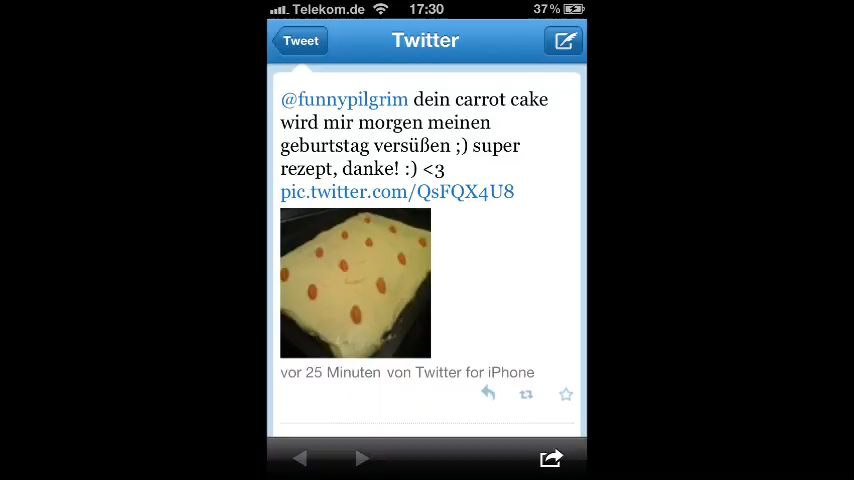 Telekom.de 17:30 37%
Tweet Twitter
@funnypilgrim dein carrot cake
wird mir morgen meinen
geburtstag versüßen ;) super
rezept, danke! :) <3
pic.twitter.com/QsFQX4U8
vor 25 Minuten von Twitter for iPhone